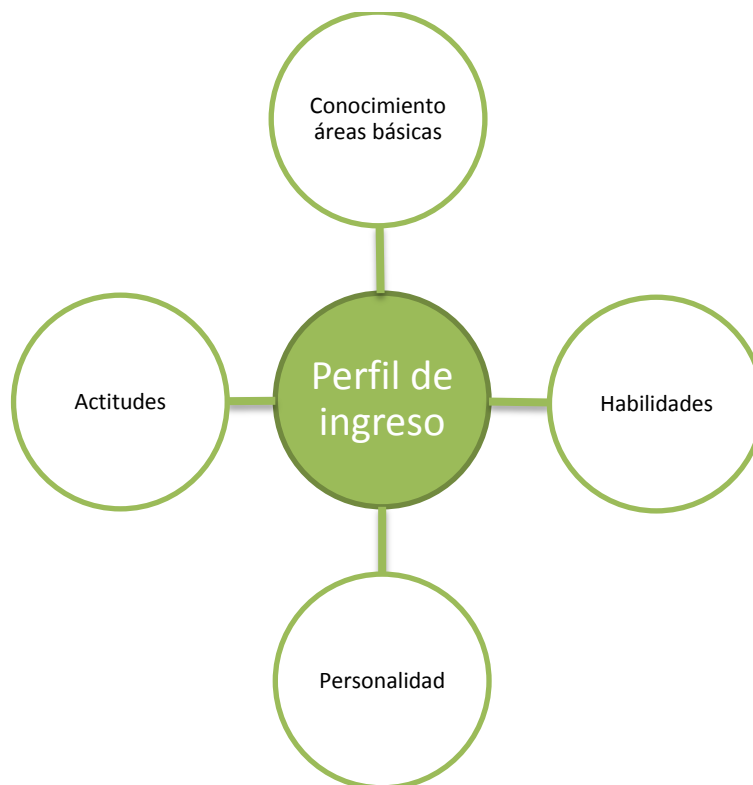 Conocimiento
áreas básicas
Actitudes
Perfil de
ingreso
Habilidades
Personalidad